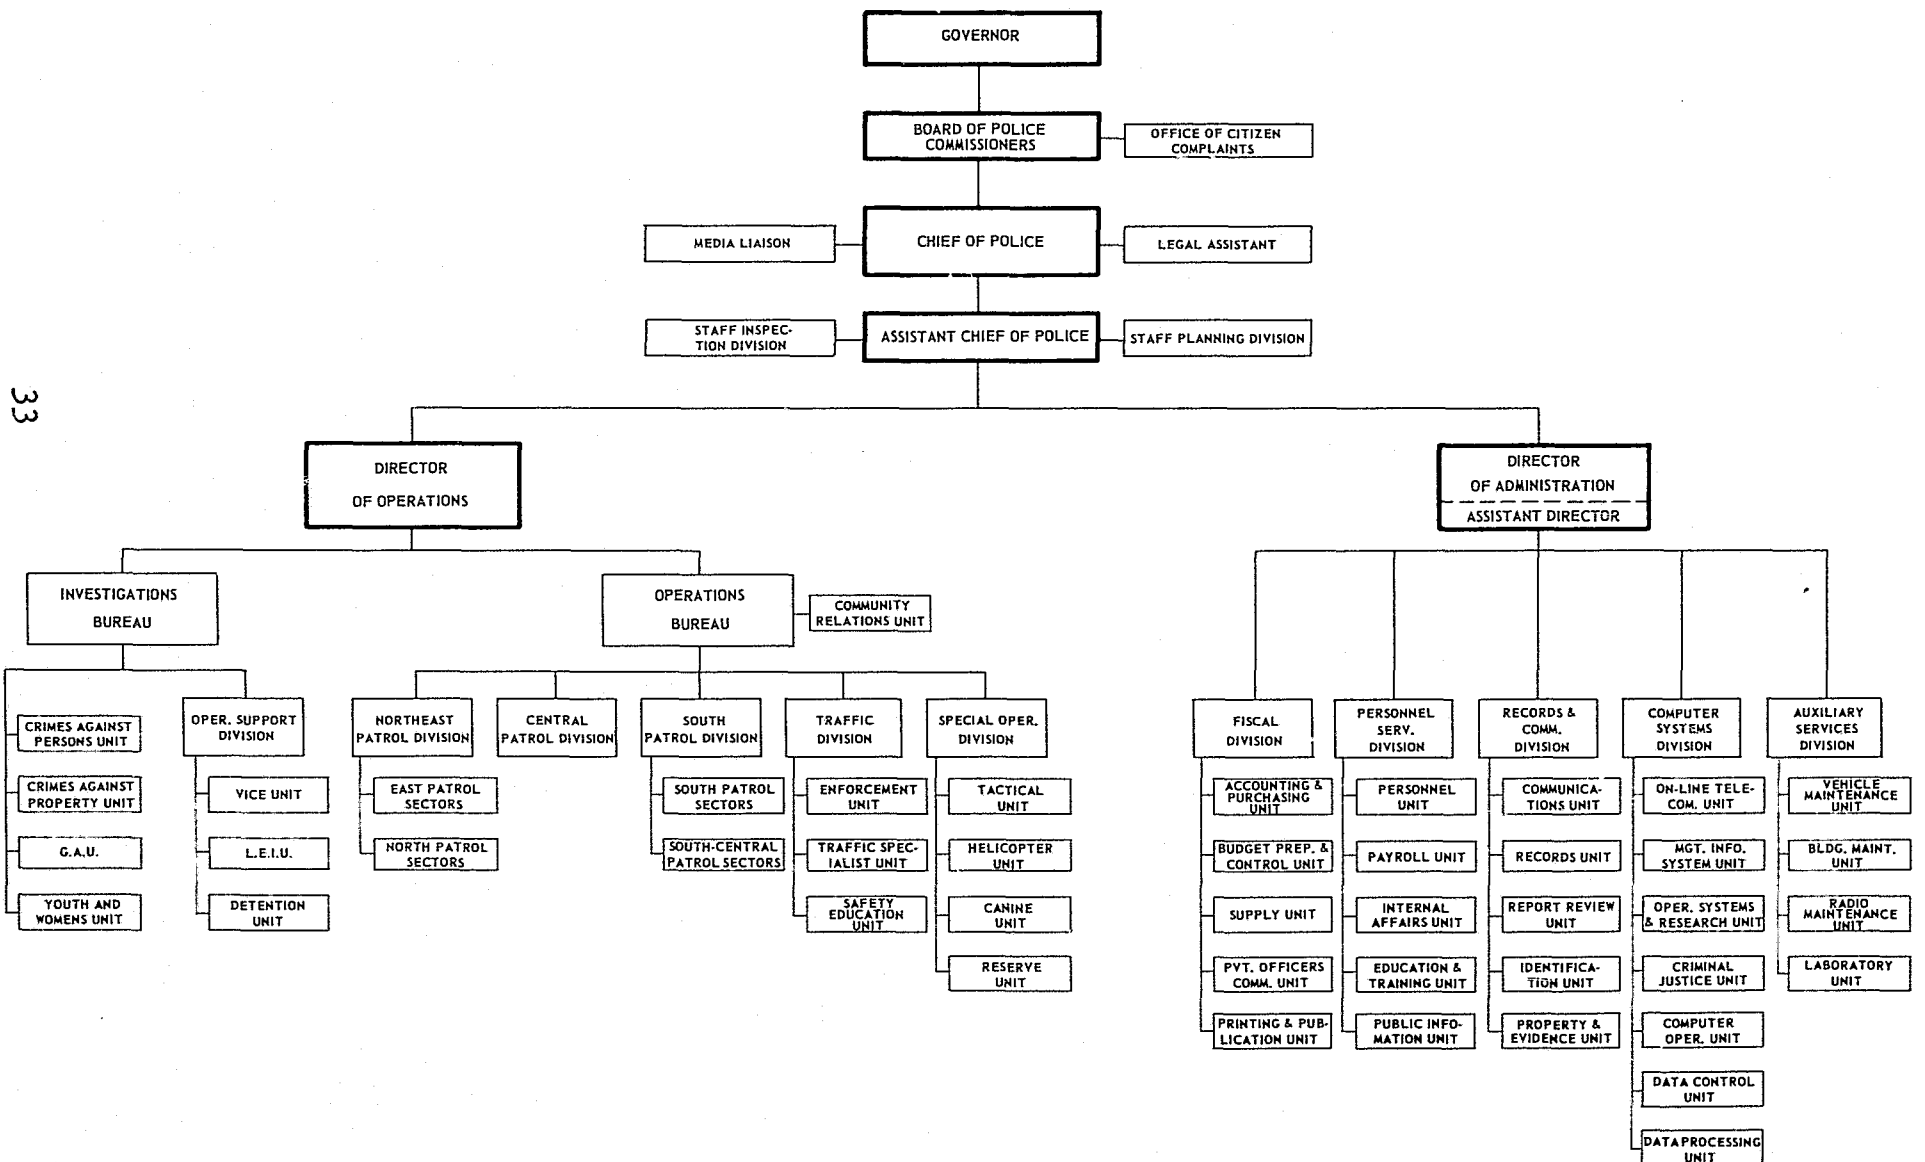 GOVERNOR
BOARD OF POLICE
COMMISSIONERS
OFFICE OF CITIZEN
COMPLAINTS
MEDIA LIAISON
CHIEF OF POLICE
LEGAL ASSISTANT
STAFF INSPEC-
TION DIVISION
ASSISTANT CHIEF OF POLICE
STAFF PLANNING DIVISION
33
DIRECTOR
OF OPERATIONS
DIRECTOR
OF ADMINISTRATION
ASSISTANT DIRECTOR
INVESTIGATIONS
BUREAU
OPERATIONS
BUREAU
COMMUNITY
RELATIONS UNIT
CRIMES AGAINST
PERSONS UNIT
CRIMES AGAINST
PROPERTY UNIT
G.A.U.
YOUTH AND
WOMENS UNIT
OPER. SUPPORT
DIVISION
VICE UNIT
L.E.I.U.
DETENTION
UNIT
NORTHEAST
PATROL DIVISION
EAST PATROL
SECTORS
NORTH PATROL
SECTORS
CENTRAL
PATROL DIVISION
SOUTH
PATROL DIVISION
SOUTH PATROL
SECTORS
SOUTH-CENTRAL
PATROL SECTORS
TRAFFIC
DIVISION
ENFORCEMENT
UNIT
TRAFFIC SPEC-
IALIST UNIT
SAFETY
EDUCATION
UNIT
SPECIAL OPER.
DIVISION
TACTICAL
UNIT
HELICOPTER
UNIT
CANINE
UNIT
RESERVE
UNIT
FISCAL
DIVISION
ACCOUNTING &
PURCHASING
UNIT
BUDGET PREP. &
CONTROL UNIT
SUPPLY UNIT
PVT. OFFICERS
COMM. UNIT
PRINTING & PUB-
LICATION UNIT
PERSONNEL
SERV.
DIVISION
PERSONNEL
UNIT
PAYROLL UNIT
INTERNAL
AFFAIRS UNIT
EDUCATION &
TRAINING UNIT
PUBLIC INFO-
MATION UNIT
RECORDS &
COMM.
DIVISION
COMMUNICA-
TIONS UNIT
RECORDS UNIT
REPORT REVIEW
UNIT
IDENTIFICA-
TION UNIT
PROPERTY &
EVIDENCE UNIT
COMPUTER
SYSTEMS
DIVISION
ON-LINE TELE-
COM. UNIT
MGT. INFO.
SYSTEM UNIT
OPER. SYSTEMS
& RESEARCH UNIT
CRIMINAL
JUSTICE UNIT
COMPUTER
OPER. UNIT
DATA CONTROL
UNIT
DATA PROCESSING
UNIT
AUXILIARY
SERVICES
DIVISION
VEHICLE
MAINTENANCE
UNIT
BLDG. MAINT.
UNIT
RADIO
MAINTENANCE
UNIT
LABORATORY
UNIT